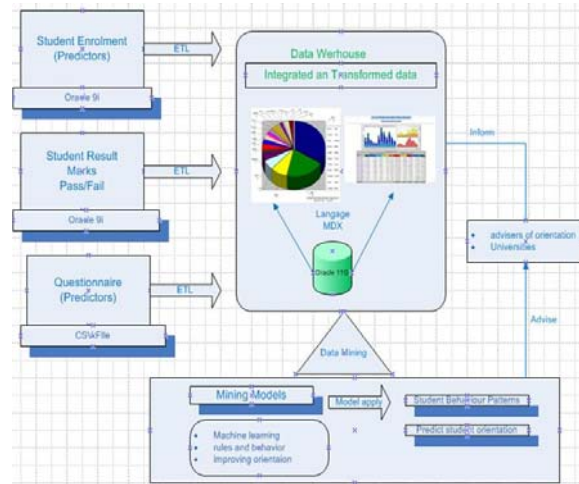 Student Enrolment
(Predictors)
Oracle 9i
ETL
Student Result
Marks
Pass/Fail
Oracle 9i
ETL
Questionnaire
(Predictors)
ETL
Data Werhouse
Integrated an Transformed data
Langage
MDX
Oracle 11G
Inform
advisers of orientation
Universities
Advise
Data Mining
Mining Models
Machine learning
rules and behavior
improving orientaion
Model apply
Student Behaviour Patterns
Predict student orientation